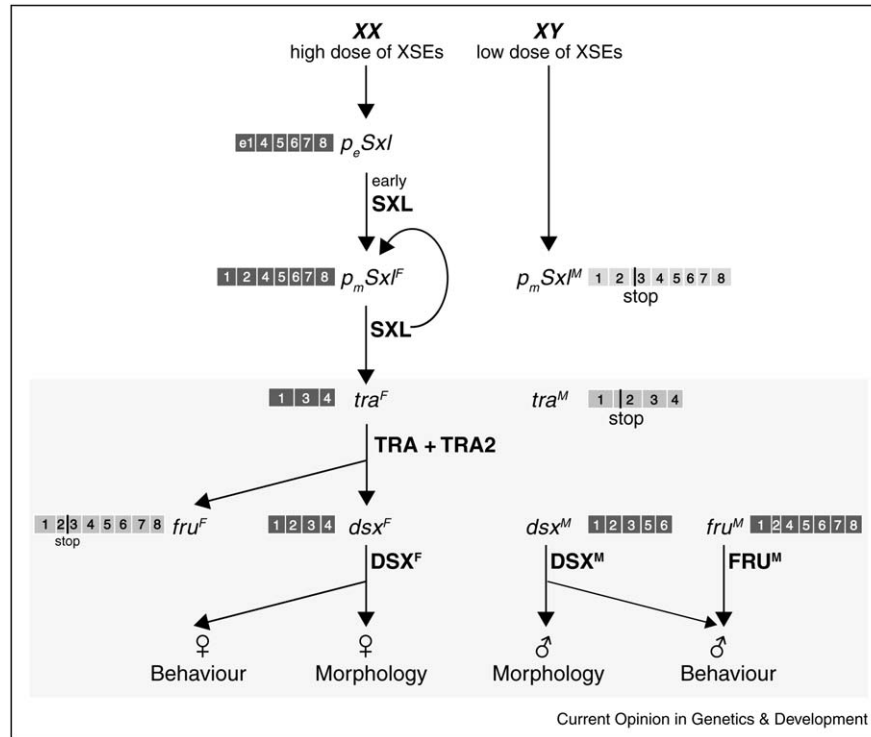 XX XY
high dose of XSEs low dose of XSEs
e1 4 5 6 7 8 peSxl
early
SXL
1 2 4 5 6 7 8 pmSxlF pmSxlM 1 2 3 4 5 6 7 8
stop
SXL
1 3 4 traF traM 1 2 3 4
stop
TRA + TRA2
1 2 3 4 5 6 7 8 fruF 1 2 3 4 dsxF dsxM 1 2 3 5 6 fruM 1 2 4 5 6 7 8
stop
DSXF DSXM FRUM
♀ ♀ ♂ ♂
Behaviour Morphology Morphology Behaviour
Current Opinion in Genetics & Development